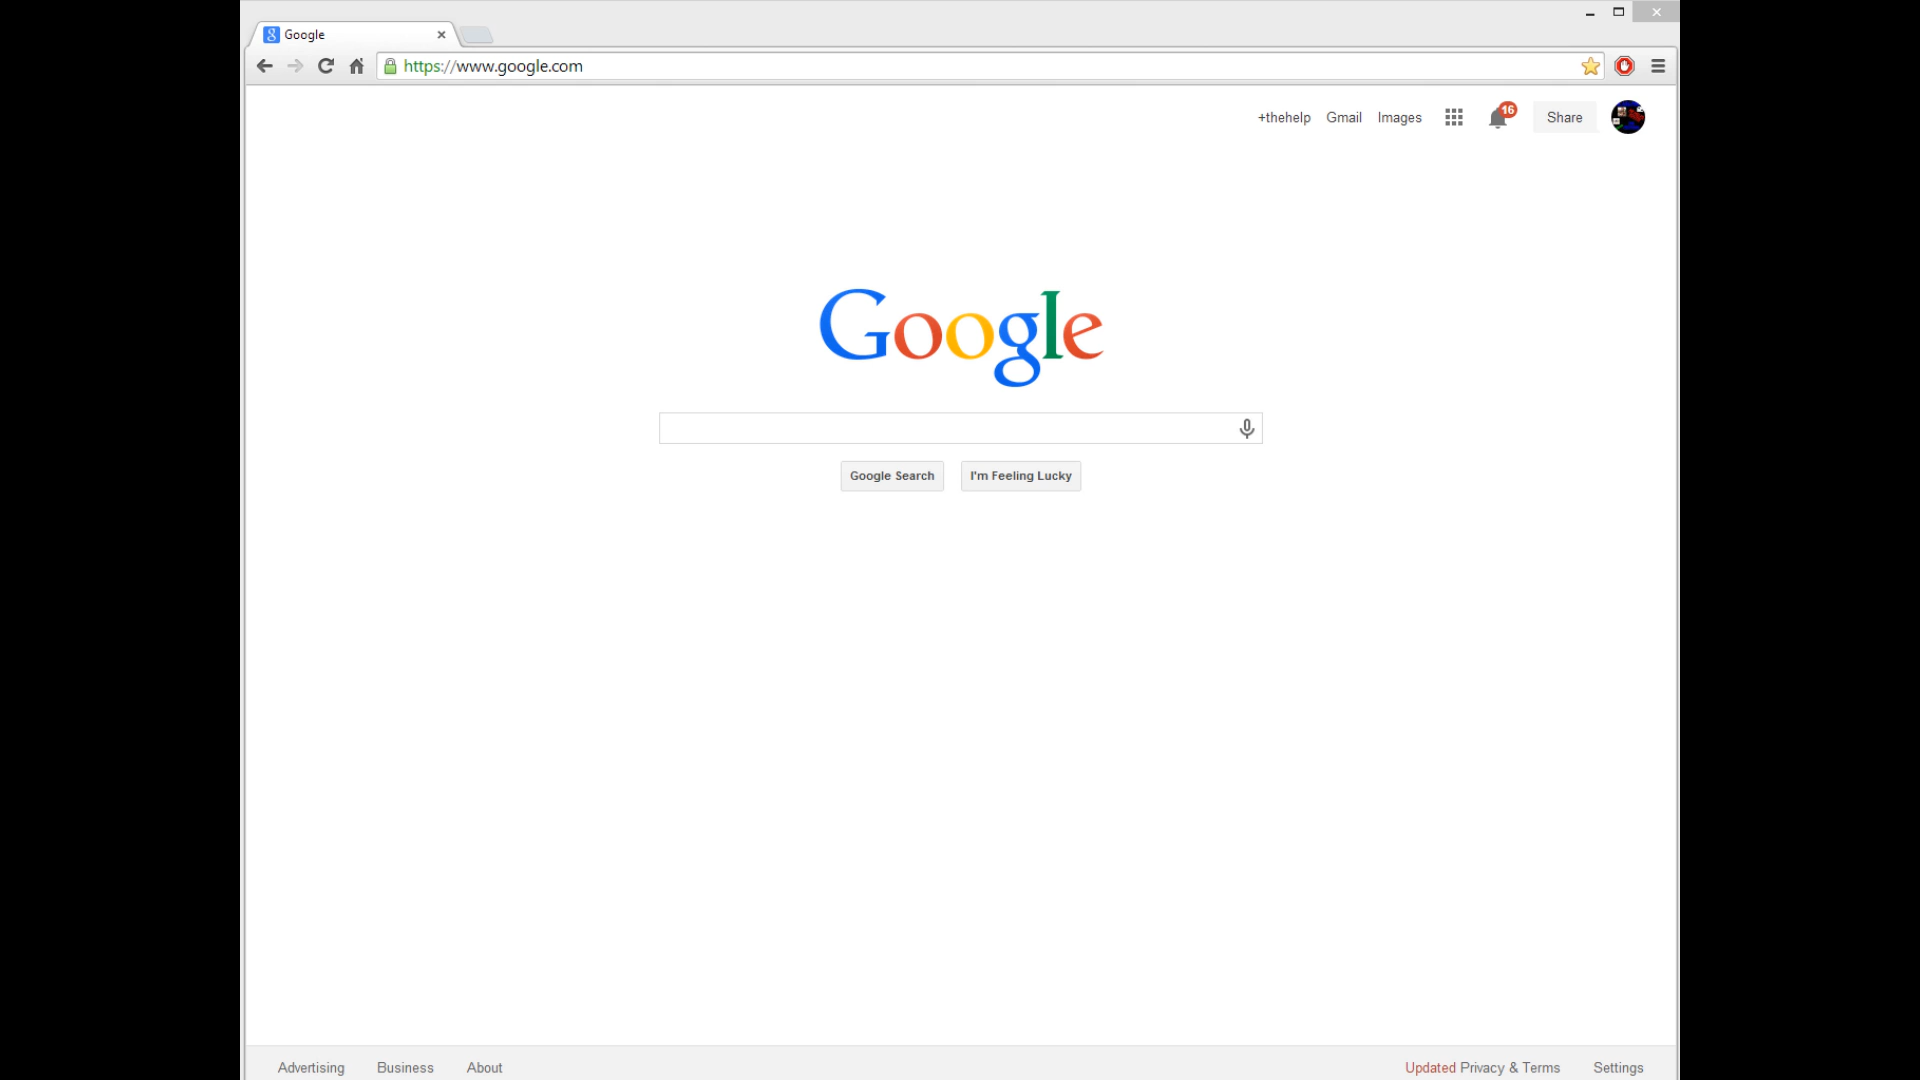 Google
https://www.google.com
+thehelp Gmail Images 16 Share
Google
Google Search I'm Feeling Lucky
Advertising Business About Updated Privacy & Terms Settings